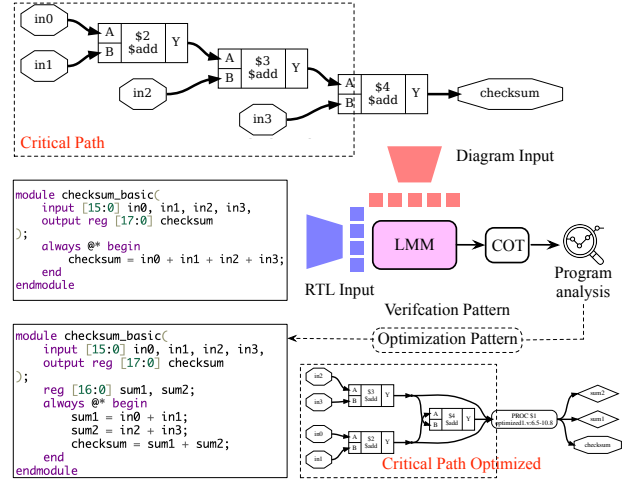 in0
A
B
$2
$add
Y
in1
A
B
$3
$add
Y
in2
A
B
$4
$add
Y
checksum
in3
Critical Path
Diagram Input
module checksum_basic(
    input [15:0] in0, in1, in2, in3,
    output reg [17:0] checksum
);
    always @* begin
        checksum = in0 + in1 + in2 + in3;
    end
endmodule
LMM
COT
RTL Input
Program
analysis
Verifcation Pattern
Optimization Pattern
module checksum_basic(
    input [15:0] in0, in1, in2, in3,
    output reg [17:0] checksum
);
    reg [16:0] sum1, sum2;
    always @* begin
        sum1 = in0 + in1;
        sum2 = in2 + in3;
        checksum = sum1 + sum2;
    end
endmodule
in2
in3
A
B
$3
$add
Y
in0
in1
A
B
$2
$add
Y
A
B
$4
$add
Y
PROC $1
optimized1.v:6.5-10.8
sum2
sum1
checksum
Critical Path Optimized